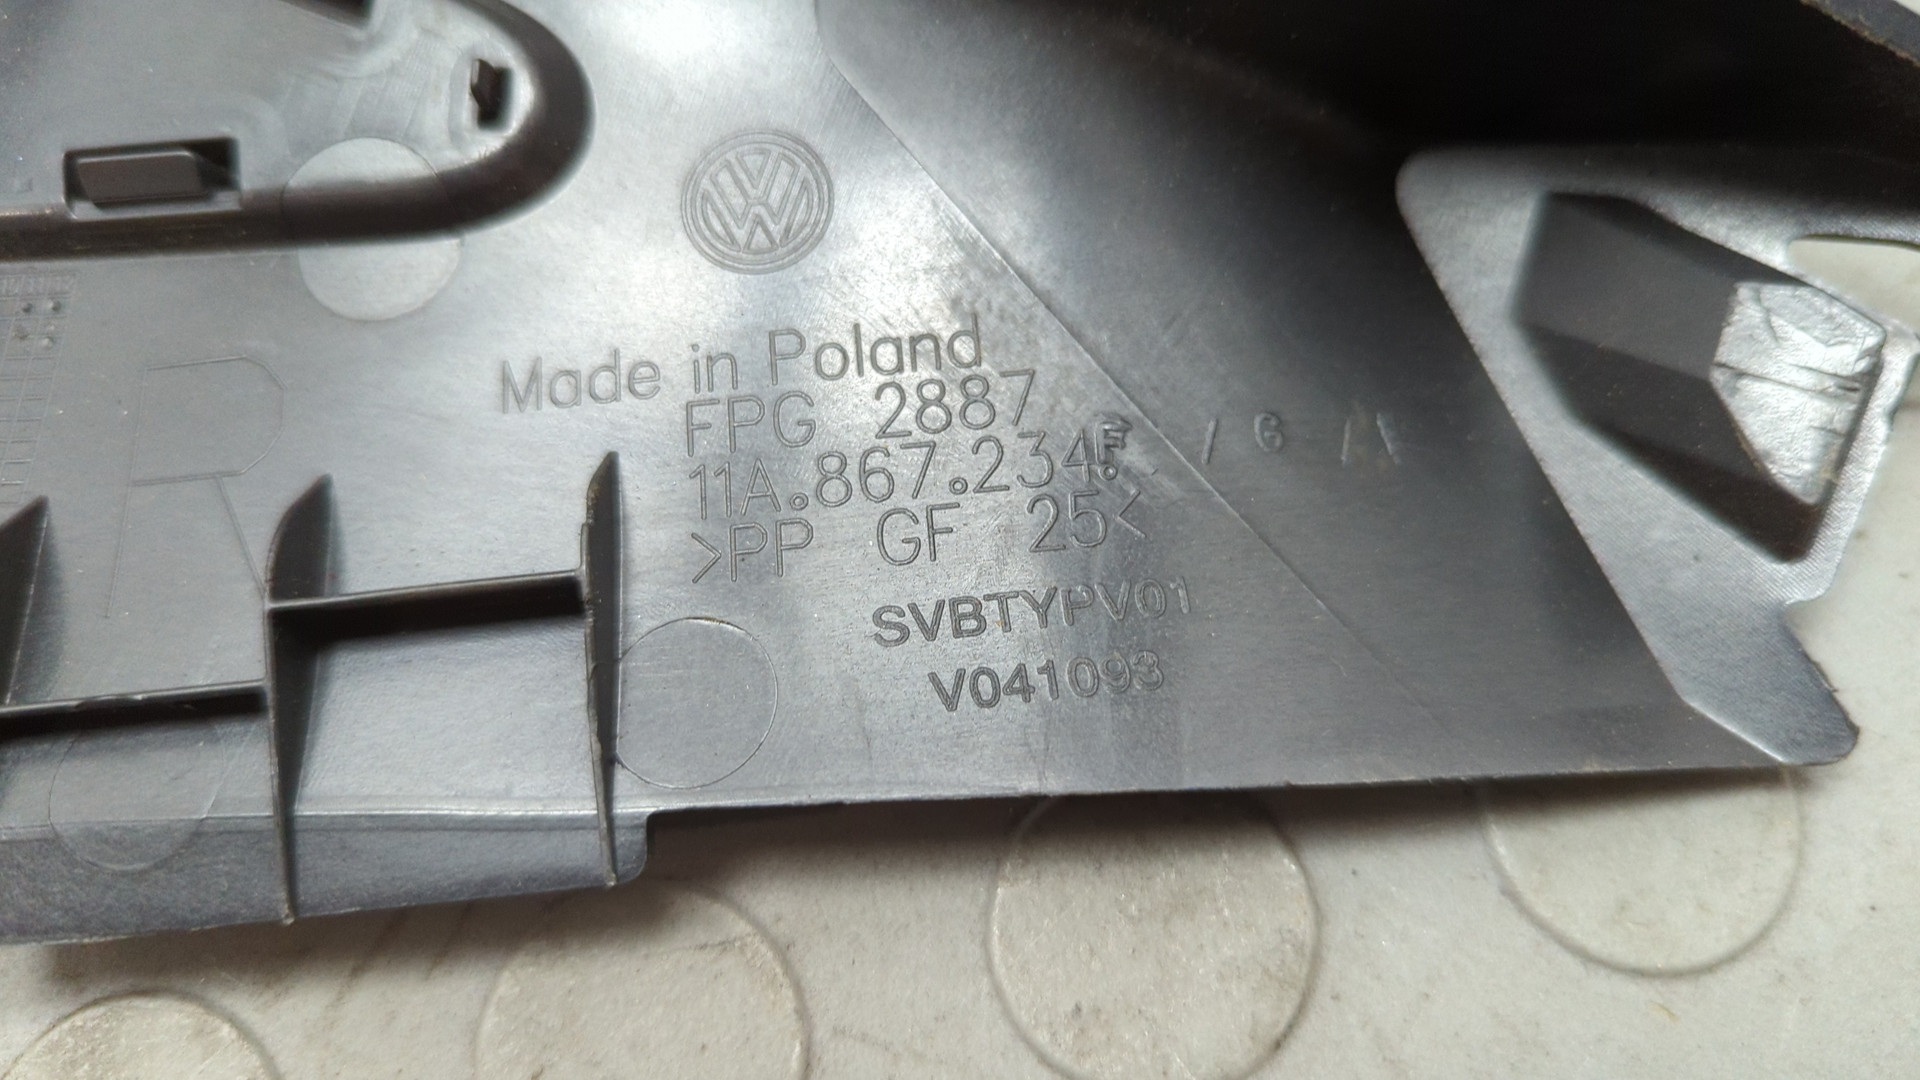 R
Made in Poland
FPG 2887
11A.867.234. / G /
>PP GF 25<
SVBTYPV01
V041093